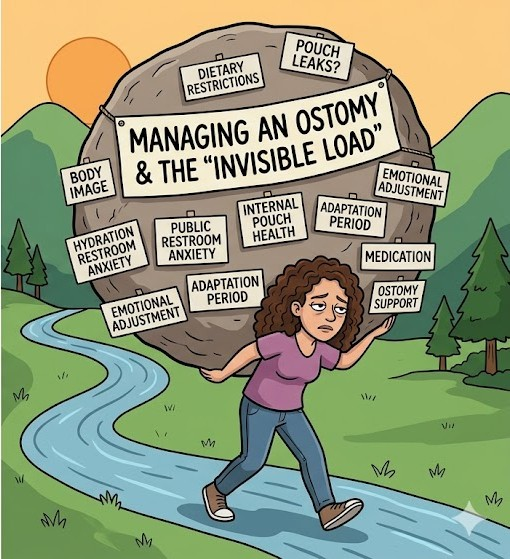 DIETARY
RESTRICTIONS
POUCH
LEAKS?
MANAGING AN OSTOMY
& THE "INVISIBLE LOAD"
BODY
IMAGE
EMOTIONAL
ADJUSTMENT
HYDRATION
RESTROOM
ANXIETY
PUBLIC
RESTROOM
ANXIETY
INTERNAL
POUCH
HEALTH
ADAPTATION
PERIOD
MEDICATION
EMOTIONAL
ADJUSTMENT
ADAPTATION
PERIOD
OSTOMY
SUPPORT